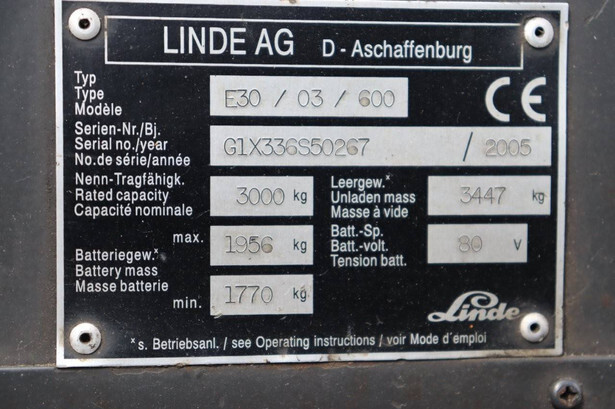 LINDE AG D - Aschaffenburg
Typ
Type
Modèle
E30 / 03 / 600
CE
Serien-Nr./Bj.
Serial no./year
No. de série/année
G1X336S50267 / 2005
Nenn-Tragfähigk.
Rated capacity
Capacité nominale
3000 kg
Leergew.ˣ
Unladen mass
Masse à vide
3447 kg
Batteriegew.ˣ
Battery mass
Masse batterie
max. 1956 kg
min. 1770 kg
Batt.-Sp.
Batt.-volt.
Tension batt.
80 V
Linde
ˣ s. Betriebsanl. / see Operating instructions / voir Mode d´emploi